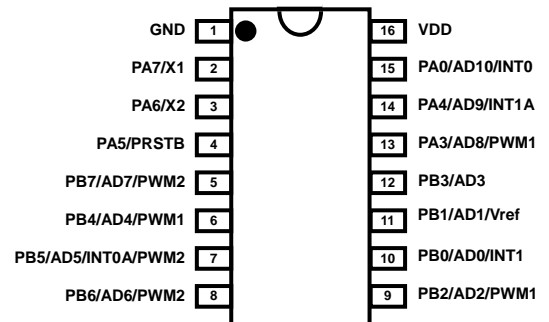 GND 1 16 VDD
PA7/X1 2 15 PA0/AD10/INT0
PA6/X2 3 14 PA4/AD9/INT1A
PA5/PRSTB 4 13 PA3/AD8/PWM1
PB7/AD7/PWM2 5 12 PB3/AD3
PB4/AD4/PWM1 6 11 PB1/AD1/Vref
PB5/AD5/INT0A/PWM2 7 10 PB0/AD0/INT1
PB6/AD6/PWM2 8 9 PB2/AD2/PWM1